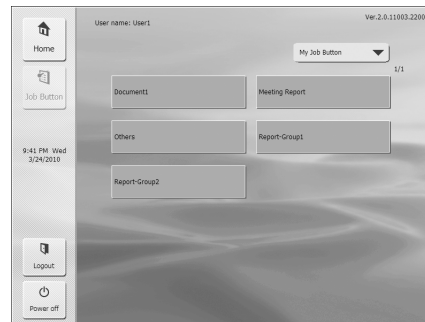 User name: User1
Ver.2.0.11003.2200
Home
My Job Button
1/1
Job Button
Document1
Meeting Report
Others
Report-Group1
9:41 PM Wed
3/24/2010
Report-Group2
Logout
Power off